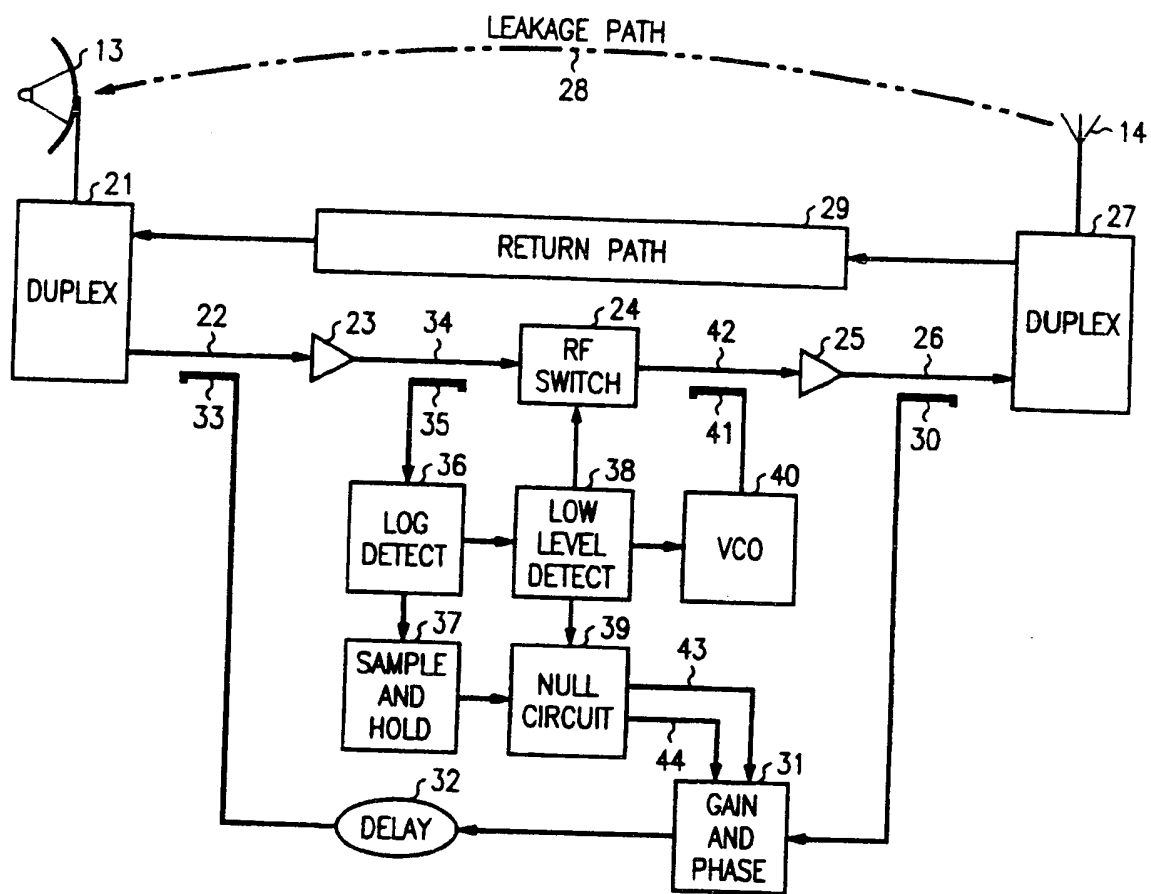 LEAKAGE PATH
28
13
14
21
27
29
DUPLEX
RETURN PATH
DUPLEX
22
23
34
24
42
25
26
RF
SWITCH
33
35
41
30
36
38
40
LOG
DETECT
LOW
LEVEL
DETECT
VCO
37
39
43
SAMPLE
AND
HOLD
NULL
CIRCUIT
44
31
32
DELAY
GAIN
AND
PHASE